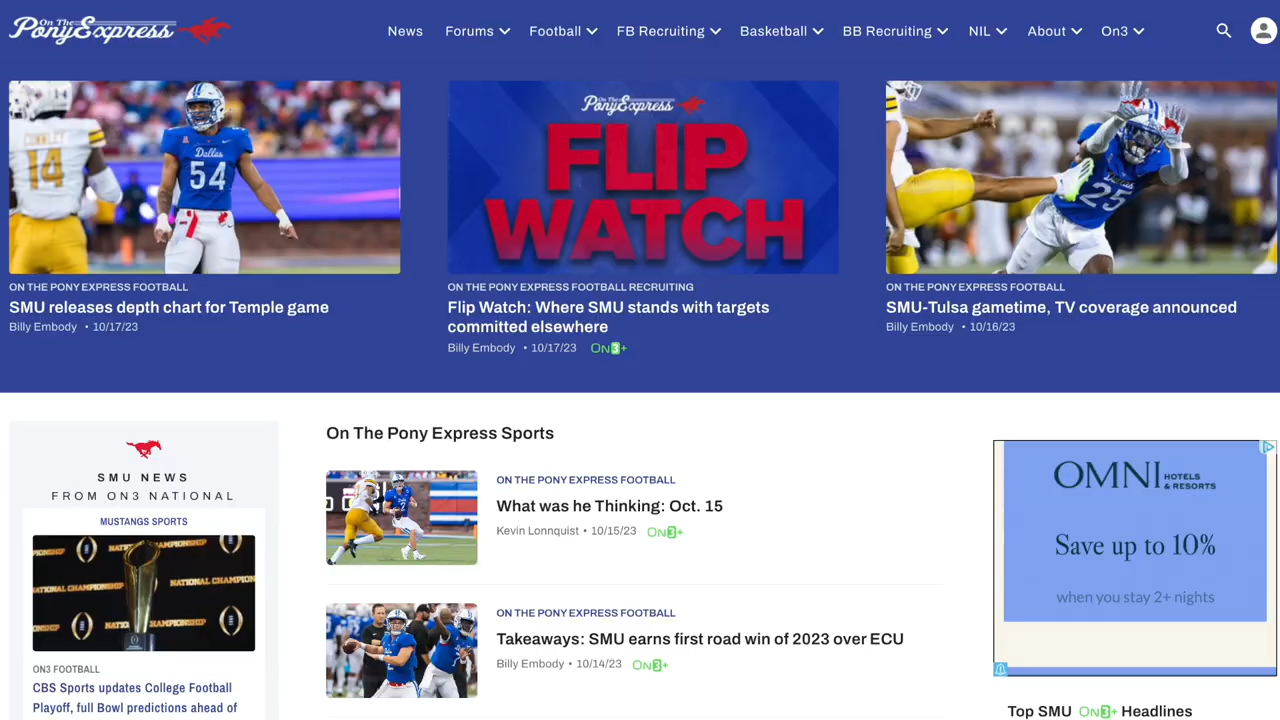 On The
PonyExpress
News
Forums
Football
FB Recruiting
Basketball
BB Recruiting
NIL
About
On3
14
Dallas
54
On The
PonyExpress
FLIP
WATCH
Dallas
25
ON THE PONY EXPRESS FOOTBALL
SMU releases depth chart for Temple game
Billy Embody • 10/17/23
ON THE PONY EXPRESS FOOTBALL RECRUITING
Flip Watch: Where SMU stands with targets
committed elsewhere
Billy Embody • 10/17/23 ON3+
ON THE PONY EXPRESS FOOTBALL
SMU-Tulsa gametime, TV coverage announced
Billy Embody • 10/16/23
SMU NEWS
FROM ON3 NATIONAL
MUSTANGS SPORTS
NATIONAL CHAMPION
ON3 FOOTBALL
CBS Sports updates College Football
Playoff, full Bowl predictions ahead of
On The Pony Express Sports
ON THE PONY EXPRESS FOOTBALL
What was he Thinking: Oct. 15
Kevin Lonnquist • 10/15/23 ON3+
ON THE PONY EXPRESS FOOTBALL
Takeaways: SMU earns first road win of 2023 over ECU
Billy Embody • 10/14/23 ON3+
OMNI HOTELS
& RESORTS
Save up to 10%
when you stay 2+ nights
Top SMU ON3+ Headlines